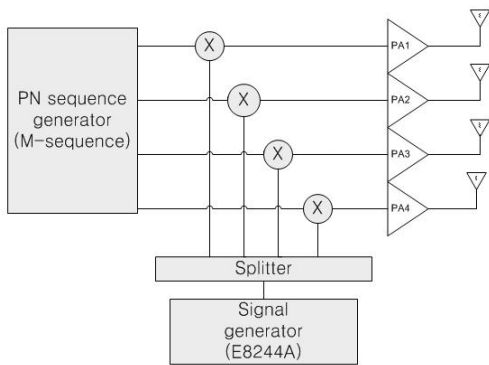 PN sequence
generator
(M-sequence)
X
PA1
X
PA2
X
PA3
X
PA4
Splitter
Signal
generator
(E8244A)